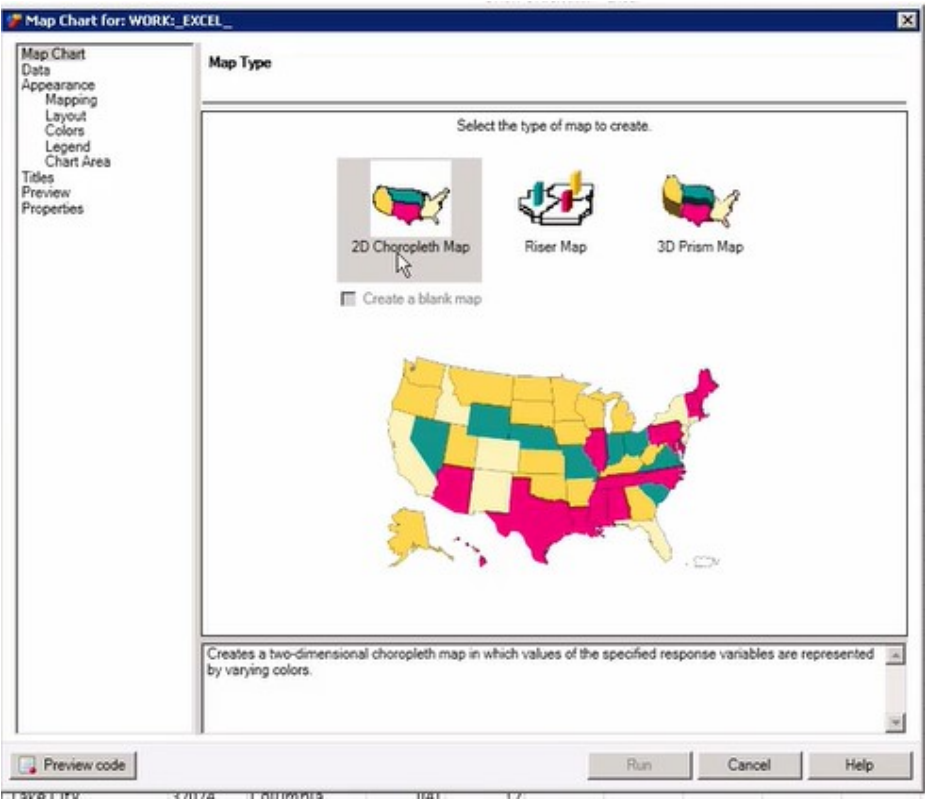 Map Chart for: WORK:_EXCEL_
Map Chart
Data
Appearance
Mapping
Layout
Colors
Legend
Chart Area
Titles
Preview
Properties
Map Type
Select the type of map to create.
2D Choropleth Map
Riser Map
3D Prism Map
Create a blank map
Creates a two-dimensional choropleth map in which values of the specified response variables are represented
by varying colors.
Preview code
Run
Cancel
Help
Lake City Columbia